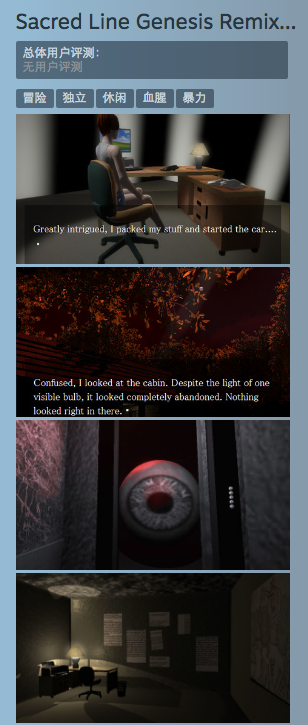 Sacred Line Genesis Remix...
总体用户评测：
无用户评测
冒险 独立 休闲 血腥 暴力
Greatly intrigued, I packed my stuff and started the car....
Confused, I looked at the cabin. Despite the light of one
visible bulb, it looked completely abandoned. Nothing
looked right in there.